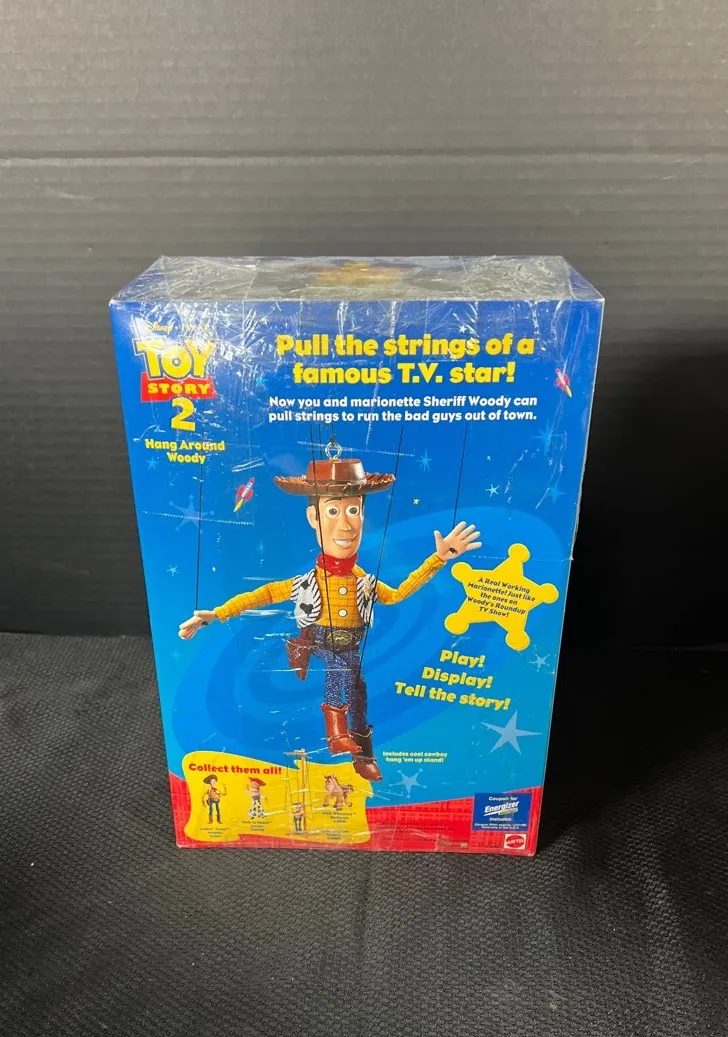 TOY
STORY
2
Hang Around
Woody
Pull the strings of a
famous T.V. star!
Now you and marionette Sheriff Woody can
pull strings to run the bad guys out of town.
A Real Working
Marionette! Just like
the ones on
Woody's Roundup
TV Show!
Play!
Display!
Tell the story!
Includes cool cowboy
hang 'em up stand!
Collect them all!
Coupon for
Energizer
Included
MATTEL